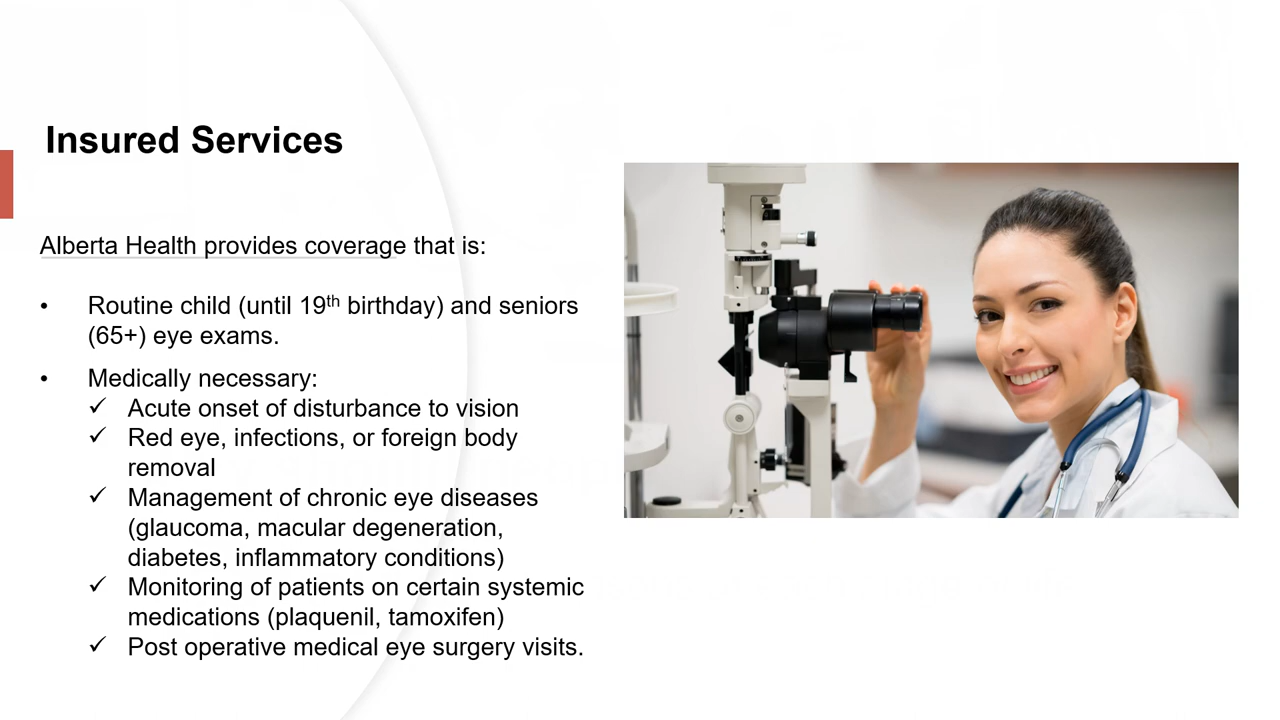 Insured Services
Alberta Health provides coverage that is:
• Routine child (until 19th birthday) and seniors
(65+) eye exams.
• Medically necessary:
✓ Acute onset of disturbance to vision
✓ Red eye, infections, or foreign body
removal
✓ Management of chronic eye diseases
(glaucoma, macular degeneration,
diabetes, inflammatory conditions)
✓ Monitoring of patients on certain systemic
medications (plaquenil, tamoxifen)
✓ Post operative medical eye surgery visits.